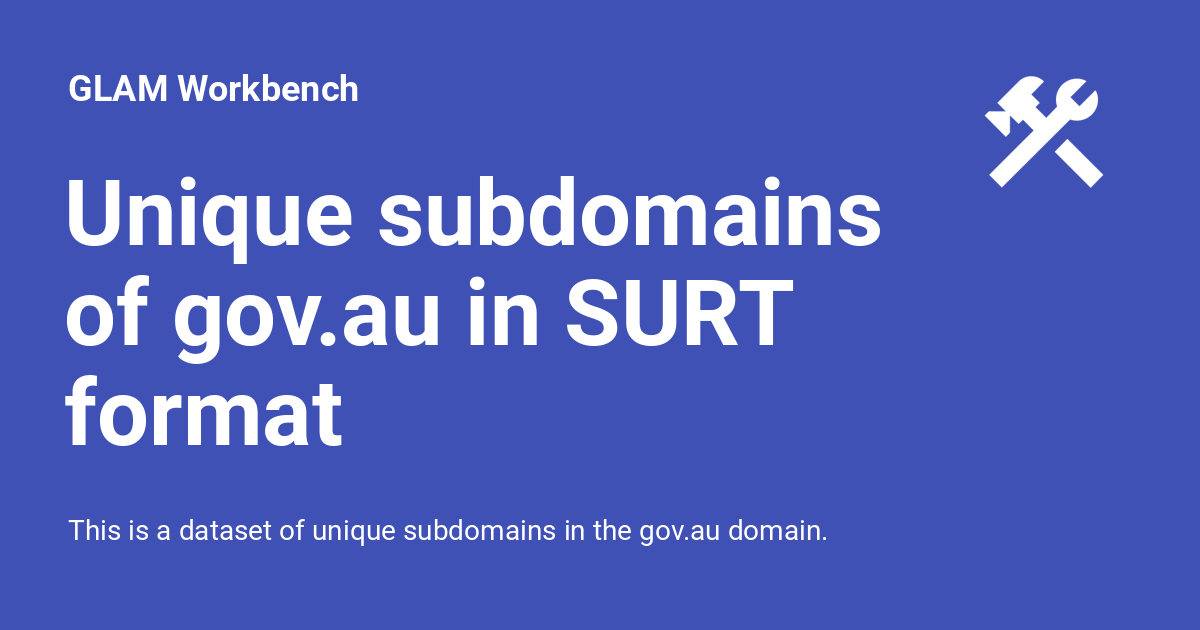 GLAM Workbench
Unique subdomains
of gov.au in SURT
format
This is a dataset of unique subdomains in the gov.au domain.